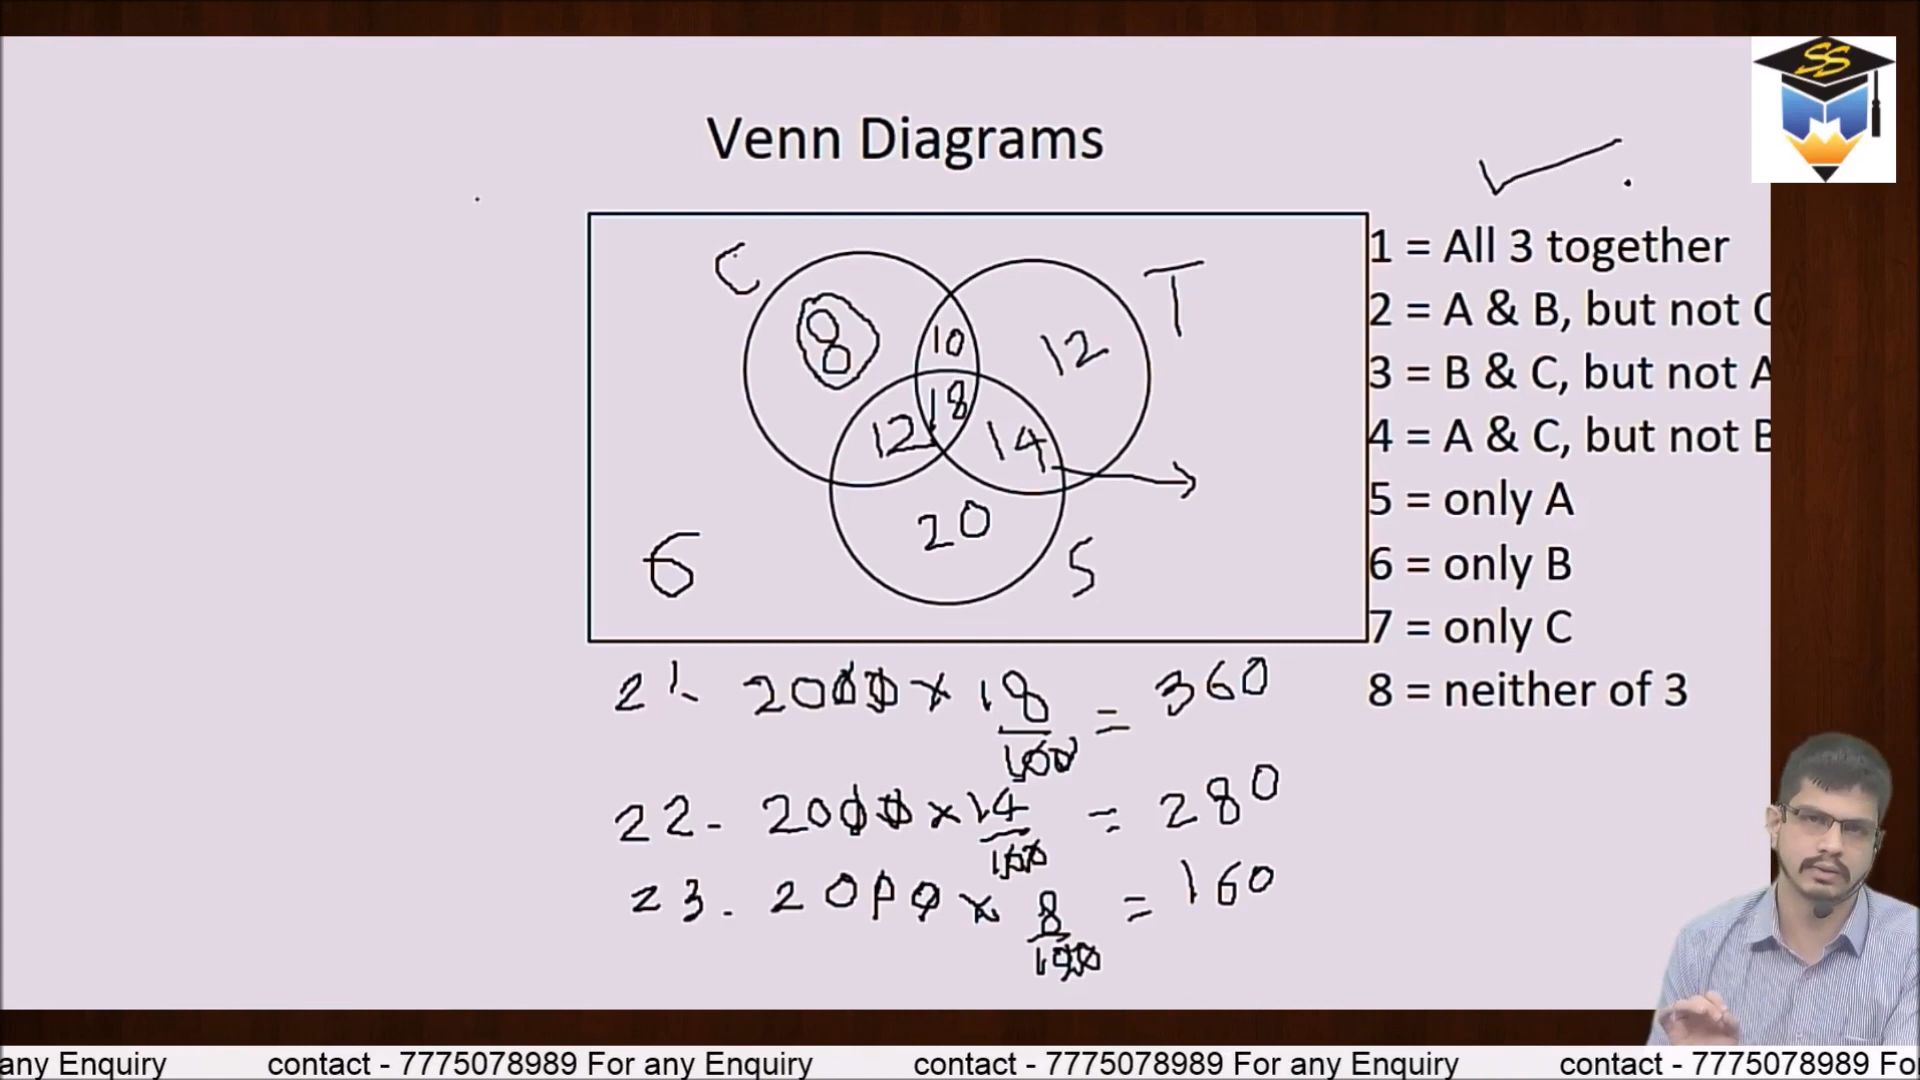 SS
Venn Diagrams
C
T
8
10
12
18
12
14
20
6
S
1 = All 3 together
2 = A & B, but not C
3 = B & C, but not A
4 = A & C, but not B
5 = only A
6 = only B
7 = only C
8 = neither of 3
21. 2000 × 18/100 = 360
22. 2000 × 14/100 = 280
23. 2000 × 8/100 = 160
any Enquiry contact - 7775078989 For any Enquiry contact - 7775078989 For any Enquiry contact - 7775078989 Fo